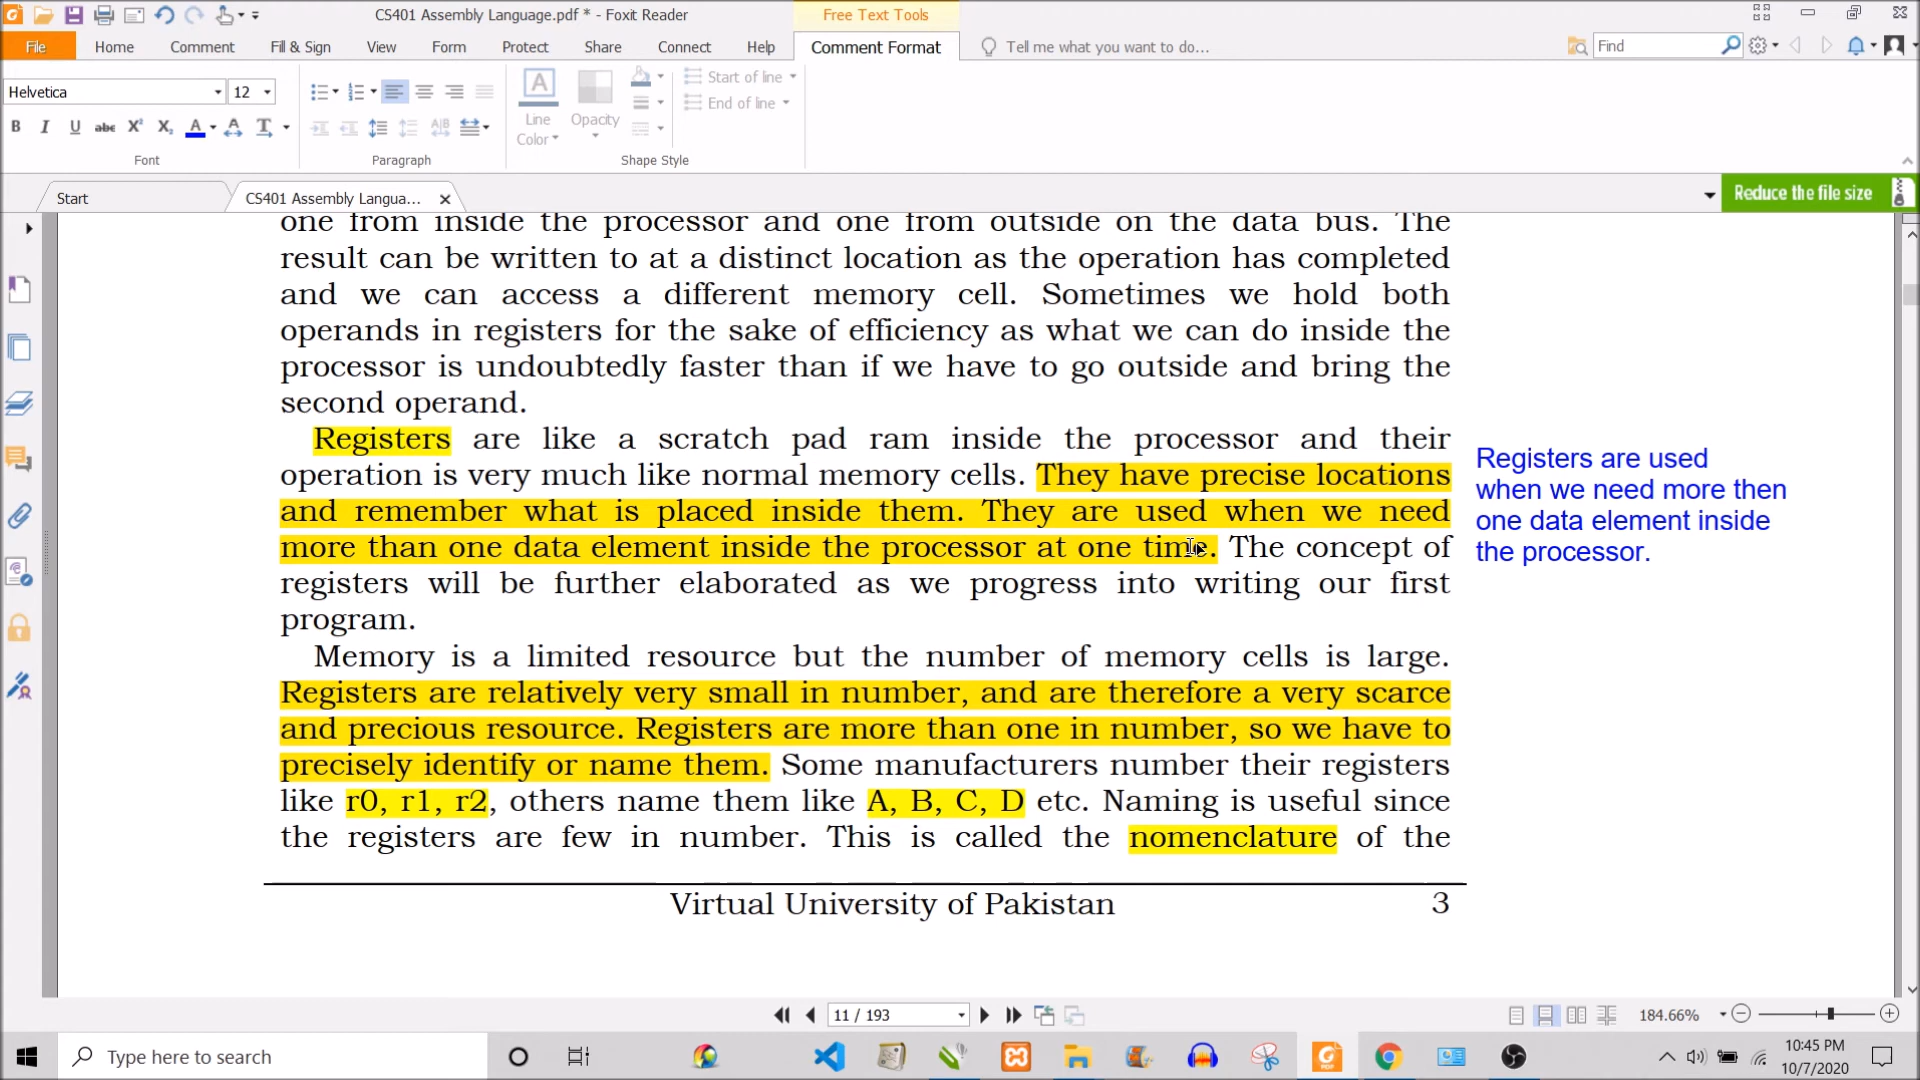 CS401 Assembly Language.pdf * - Foxit Reader
Free Text Tools
File Home Comment Fill & Sign View Form Protect Share Connect Help Comment Format Tell me what you want to do... Find
Helvetica 12
Line Color Opacity
Start of line
End of line
Font Paragraph Shape Style
Start CS401 Assembly Langua... Reduce the file size
one from inside the processor and one from outside on the data bus. The
result can be written to at a distinct location as the operation has completed
and we can access a different memory cell. Sometimes we hold both
operands in registers for the sake of efficiency as what we can do inside the
processor is undoubtedly faster than if we have to go outside and bring the
second operand.
Registers are like a scratch pad ram inside the processor and their
operation is very much like normal memory cells. They have precise locations
and remember what is placed inside them. They are used when we need
more than one data element inside the processor at one time. The concept of
registers will be further elaborated as we progress into writing our first
program.
Memory is a limited resource but the number of memory cells is large.
Registers are relatively very small in number, and are therefore a very scarce
and precious resource. Registers are more than one in number, so we have to
precisely identify or name them. Some manufacturers number their registers
like r0, r1, r2, others name them like A, B, C, D etc. Naming is useful since
the registers are few in number. This is called the nomenclature of the
Registers are used
when we need more then
one data element inside
the processor.
Virtual University of Pakistan 3
11 / 193 184.66%
Type here to search
10:45 PM
10/7/2020